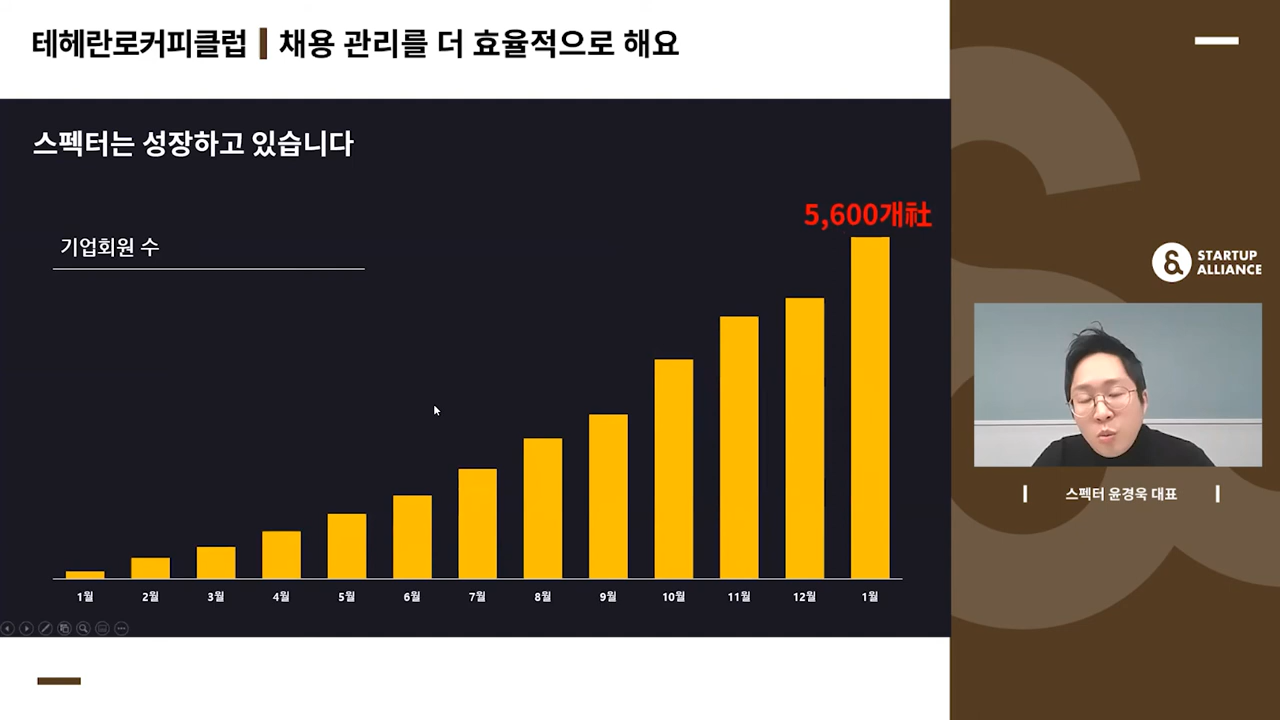 테헤란로커피클럽 | 채용 관리를 더 효율적으로 해요
스펙터는 성장하고 있습니다
5,600개社
기업회원 수
1월 2월 3월 4월 5월 6월 7월 8월 9월 10월 11월 12월 1월
STARTUP
ALLIANCE
스펙터 윤경욱 대표